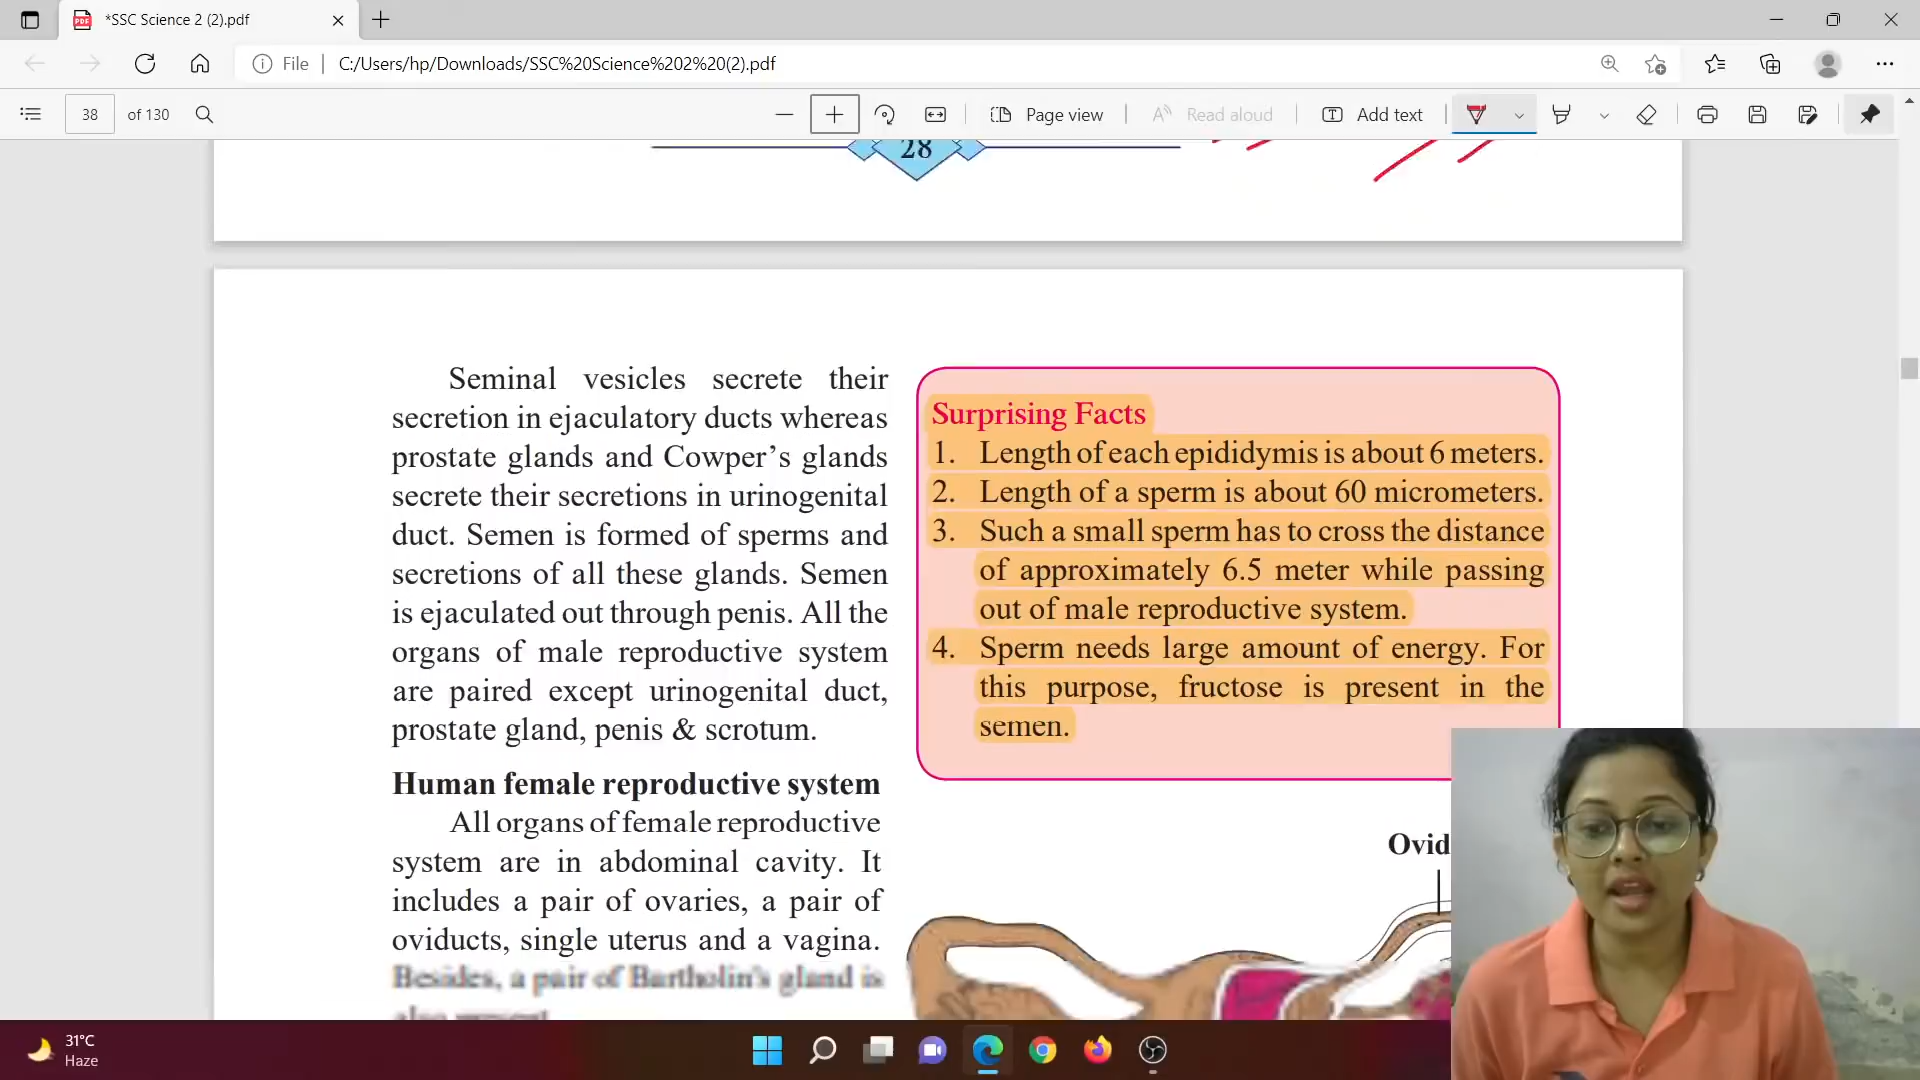 *SSC Science 2 (2).pdf
File
C:/Users/hp/Downloads/SSC%20Science%202%20(2).pdf
38 of 130
Page view
Read aloud
Add text
28
Seminal vesicles secrete their
secretion in ejaculatory ducts whereas
prostate glands and Cowper's glands
secrete their secretions in urinogenital
duct. Semen is formed of sperms and
secretions of all these glands. Semen
is ejaculated out through penis. All the
organs of male reproductive system
are paired except urinogenital duct,
prostate gland, penis & scrotum.
Human female reproductive system
All organs of female reproductive
system are in abdominal cavity. It
includes a pair of ovaries, a pair of
oviducts, single uterus and a vagina.
Besides, a pair of Bartholin's gland is
also present
Surprising Facts
1. Length of each epididymis is about 6 meters.
2. Length of a sperm is about 60 micrometers.
3. Such a small sperm has to cross the distance
of approximately 6.5 meter while passing
out of male reproductive system.
4. Sperm needs large amount of energy. For
this purpose, fructose is present in the
semen.
Ovid
31°C
Haze